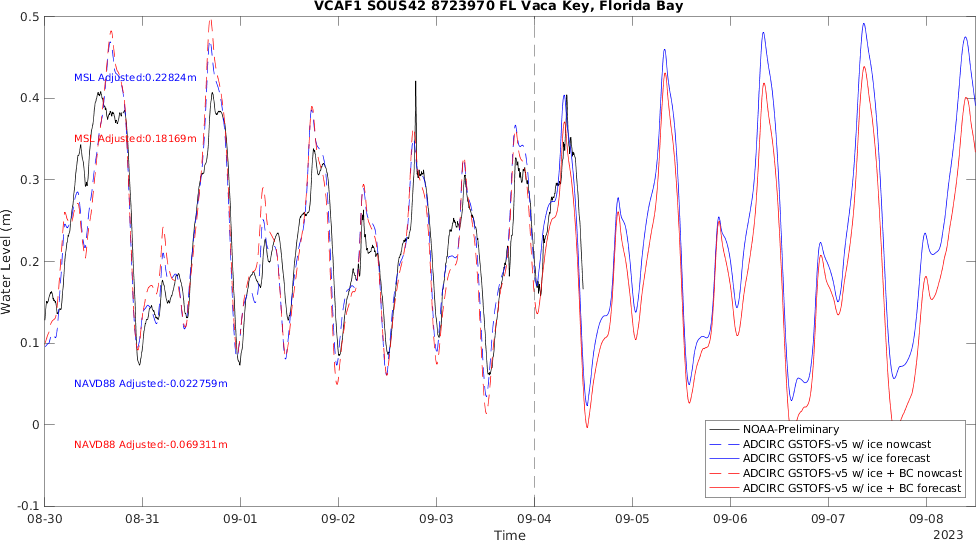 VCAF1 SOUS42 8723970 FL Vaca Key, Florida Bay
Water Level (m)
0.5
0.4
0.3
0.2
0.1
0
-0.1
MSL Adjusted:0.22824m
MSL Adjusted:0.18169m
NAVD88 Adjusted:-0.022759m
NAVD88 Adjusted:-0.069311m
NOAA-Preliminary
ADCIRC GSTOFS-v5 w/ ice nowcast
ADCIRC GSTOFS-v5 w/ ice forecast
ADCIRC GSTOFS-v5 w/ ice + BC nowcast
ADCIRC GSTOFS-v5 w/ ice + BC forecast
08-30 08-31 09-01 09-02 09-03 09-04 09-05 09-06 09-07 09-08
Time
2023